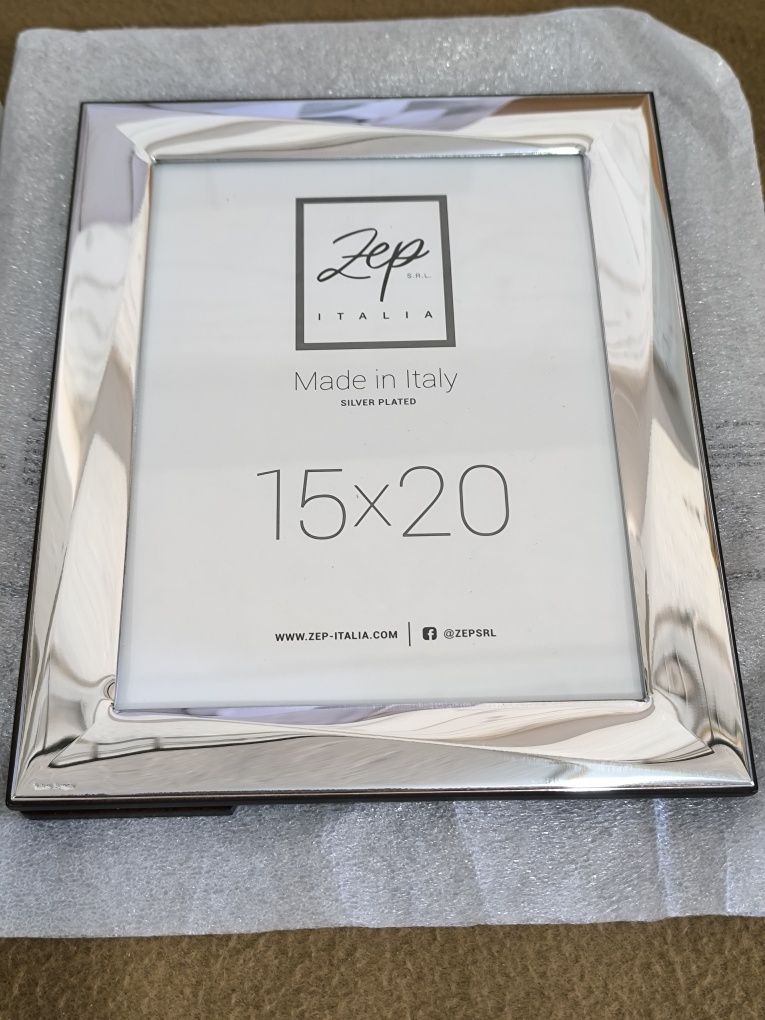 Zep
S.R.L.
ITALIA
Made in Italy
SILVER PLATED
15x20
WWW.ZEP-ITALIA.COM | @ZEPSRL